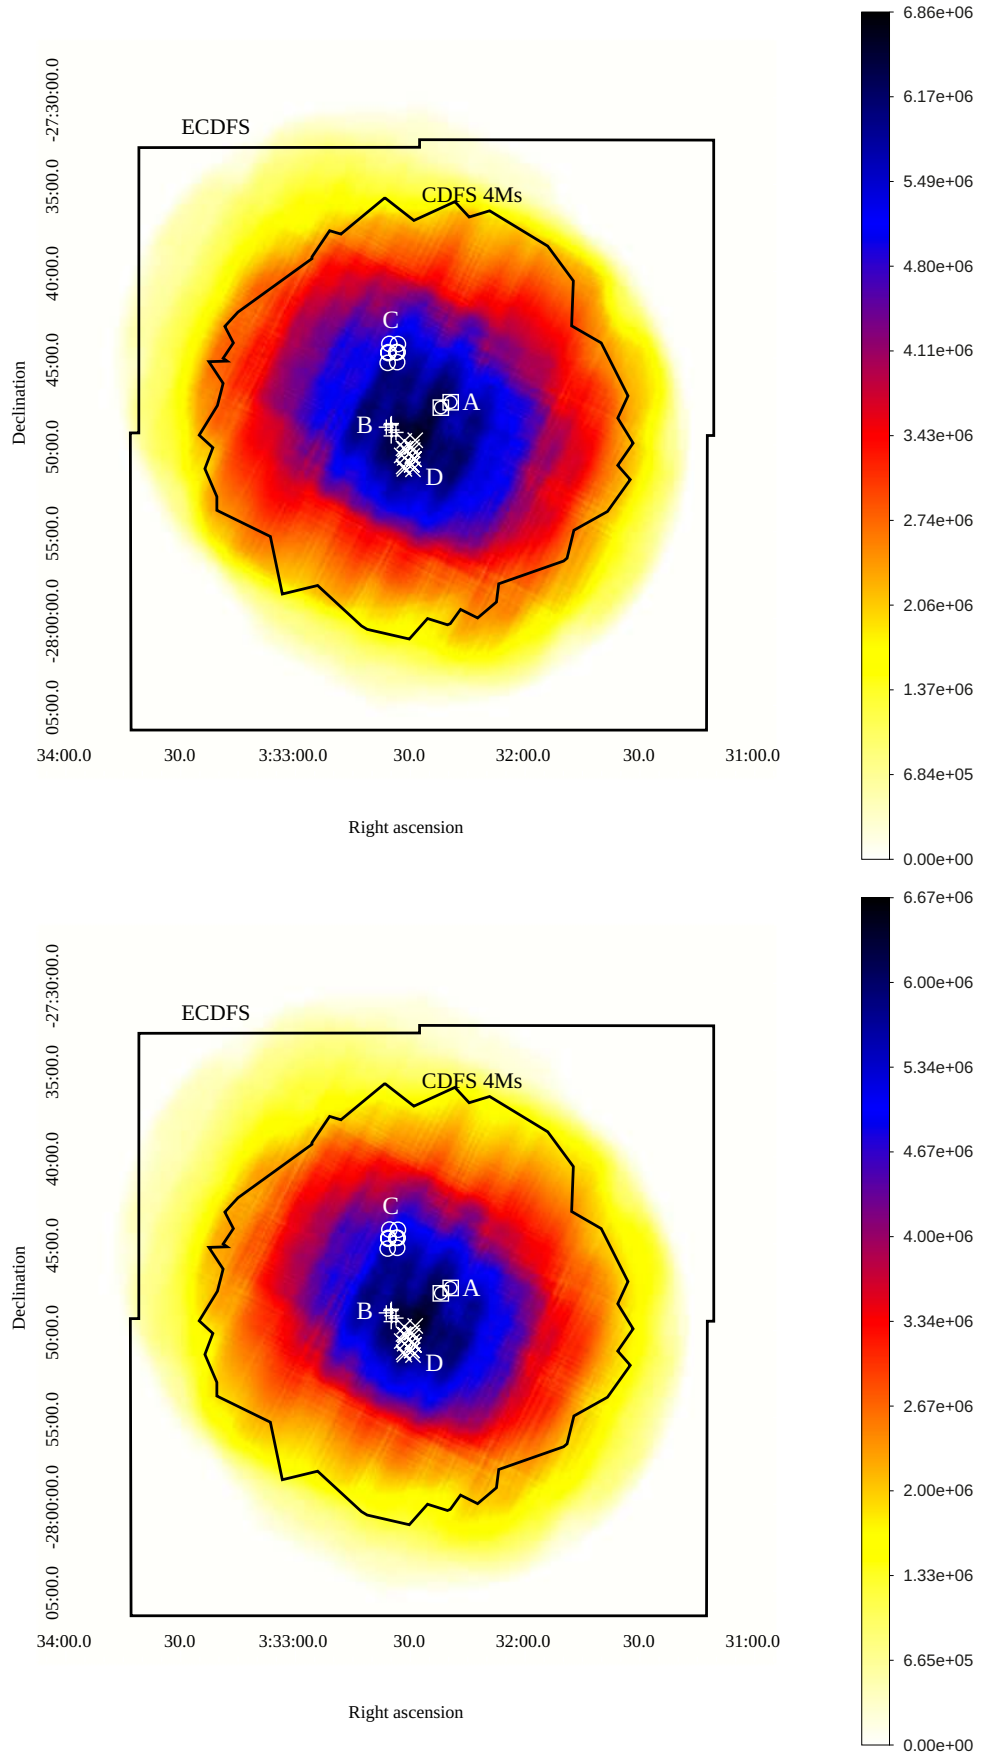 ECDFS
CDFS 4Ms
C
A
B
D
Declination
-27:30:00.0
35:00.0
40:00.0
45:00.0
50:00.0
55:00.0
-28:00:00.0
05:00.0
34:00.0
30.0
3:33:00.0
30.0
32:00.0
30.0
31:00.0
Right ascension
6.86e+06
6.17e+06
5.49e+06
4.80e+06
4.11e+06
3.43e+06
2.74e+06
2.06e+06
1.37e+06
6.84e+05
0.00e+00
ECDFS
CDFS 4Ms
C
A
B
D
Declination
-27:30:00.0
35:00.0
40:00.0
45:00.0
50:00.0
55:00.0
-28:00:00.0
05:00.0
34:00.0
30.0
3:33:00.0
30.0
32:00.0
30.0
31:00.0
Right ascension
6.67e+06
6.00e+06
5.34e+06
4.67e+06
4.00e+06
3.34e+06
2.67e+06
2.00e+06
1.33e+06
6.65e+05
0.00e+00